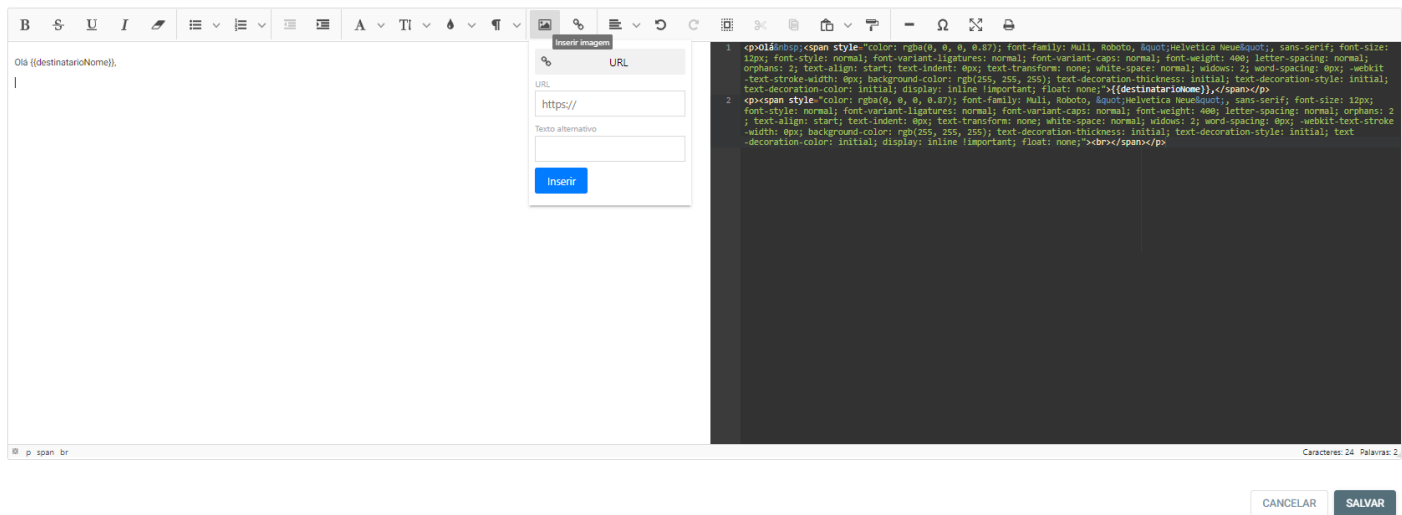 B S U I A TI ¶ Ω
Inserir imagem
URL
URL
https://
Texto alternativo
Inserir
Olá {{destinatarioNome}},
1 <p>Olá&nbsp;<span style="color: rgba(0, 0, 0, 0.87); font-family: Muli, Roboto, &quot;Helvetica Neue&quot;, sans-serif; font-size:
12px; font-style: normal; font-variant-ligatures: normal; font-variant-caps: normal; font-weight: 400; letter-spacing: normal;
orphans: 2; text-align: start; text-indent: 0px; text-transform: none; white-space: normal; widows: 2; word-spacing: 0px; -webkit
-text-stroke-width: 0px; background-color: rgb(255, 255, 255); text-decoration-thickness: initial; text-decoration-style: initial;
text-decoration-color: initial; display: inline !important; float: none;">{{destinatarioNome}},</span></p>
2 <p><span style="color: rgba(0, 0, 0, 0.87); font-family: Muli, Roboto, &quot;Helvetica Neue&quot;, sans-serif; font-size: 12px;
font-style: normal; font-variant-ligatures: normal; font-variant-caps: normal; font-weight: 400; letter-spacing: normal; orphans: 2
; text-align: start; text-indent: 0px; text-transform: none; white-space: normal; widows: 2; word-spacing: 0px; -webkit-text-stroke
-width: 0px; background-color: rgb(255, 255, 255); text-decoration-thickness: initial; text-decoration-style: initial; text
-decoration-color: initial; display: inline !important; float: none;"><br></span></p>
p span br
Caracteres: 24 Palavras: 2
CANCELAR
SALVAR